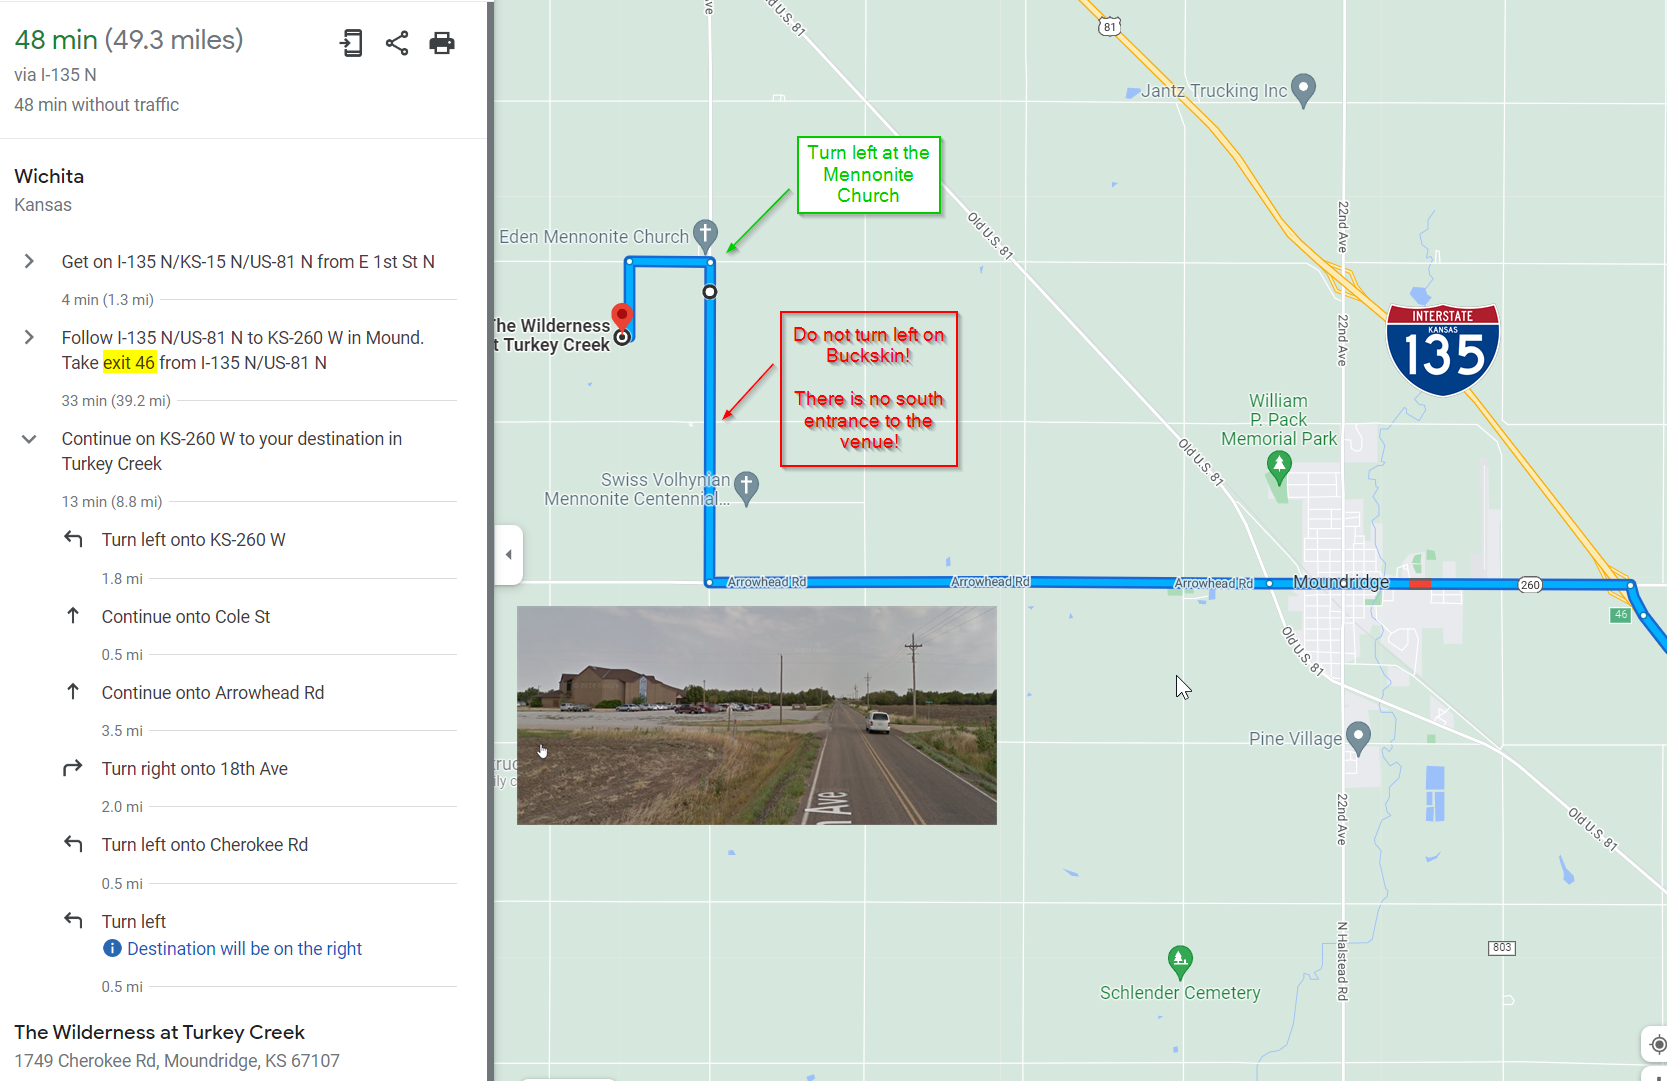 48 min (49.3 miles)
via I-135 N
48 min without traffic
Wichita
Kansas
Get on I-135 N/KS-15 N/US-81 N from E 1st St N
4 min (1.3 mi)
Follow I-135 N/US-81 N to KS-260 W in Mound.
Take exit 46 from I-135 N/US-81 N
33 min (39.2 mi)
Continue on KS-260 W to your destination in
Turkey Creek
13 min (8.8 mi)
Turn left onto KS-260 W
1.8 mi
Continue onto Cole St
0.5 mi
Continue onto Arrowhead Rd
3.5 mi
Turn right onto 18th Ave
2.0 mi
Turn left onto Cherokee Rd
0.5 mi
Turn left
Destination will be on the right
0.5 mi
The Wilderness at Turkey Creek
1749 Cherokee Rd, Moundridge, KS 67107
Old U.S. 81
81
Jantz Trucking Inc
Turn left at the
Mennonite
Church
Eden Mennonite Church
Old U.S. 81
22nd Ave
The Wilderness
t Turkey Creek
Do not turn left on
Buckskin!
There is no south
entrance to the
venue!
22nd Ave
INTERSTATE
KANSAS
135
William
P. Pack
Memorial Park
Old U.S. 81
Swiss Volhynian
Mennonite Centennial...
Arrowhead Rd
Arrowhead Rd
Arrowhead Rd
Moundridge
260
46
Old U.S. 81
Pine Village
22nd Ave
Old U.S. 81
Ave
N Halstead Rd
803
Schlender Cemetery